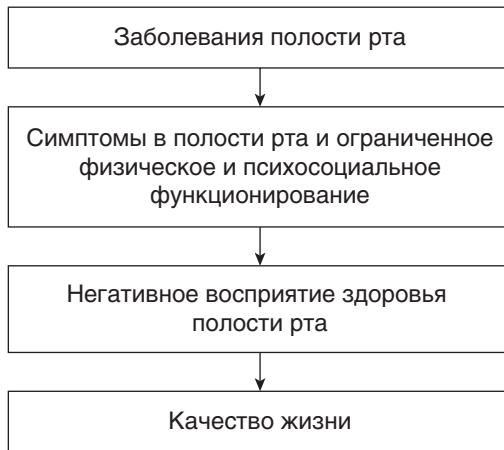 Заболевания полости рта
Симптомы в полости рта и ограниченное
физическое и психосоциальное
функционирование
Негативное восприятие здоровья
полости рта
Качество жизни